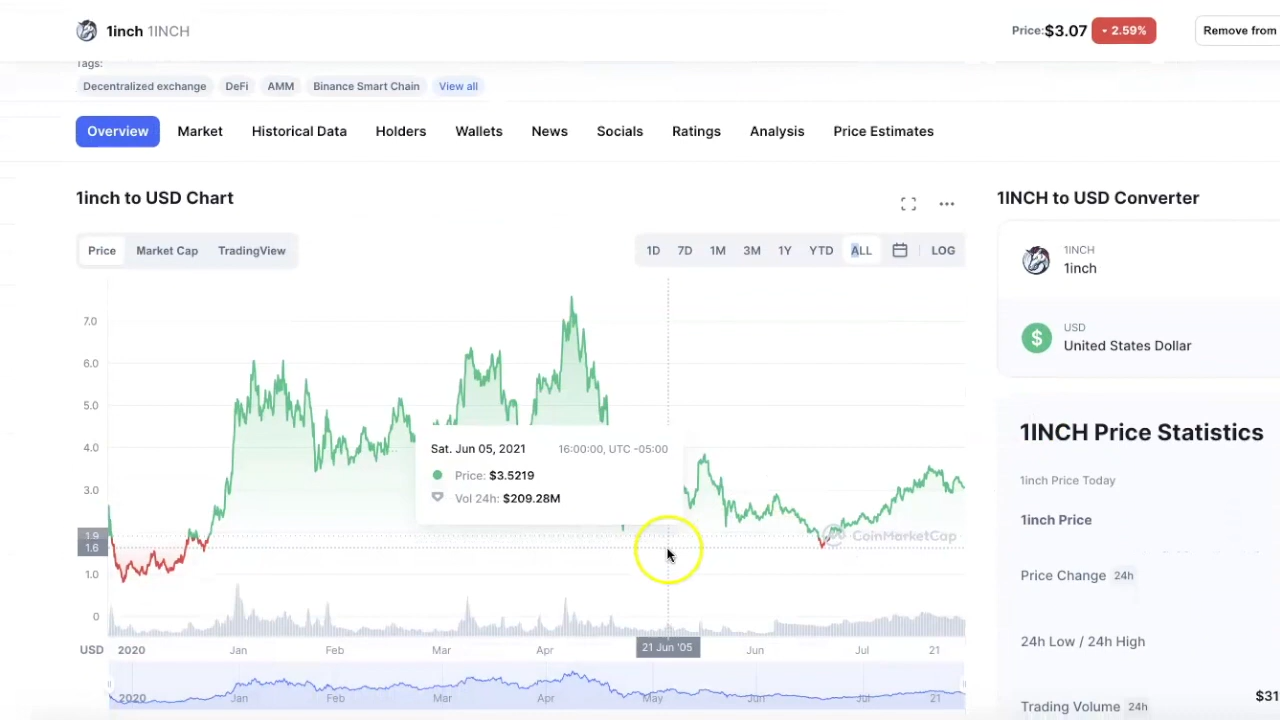 1inch 1INCH
Price:$3.07 2.59%
Remove from
Tags:
Decentralized exchange DeFi AMM Binance Smart Chain View all
Overview Market Historical Data Holders Wallets News Socials Ratings Analysis Price Estimates
1inch to USD Chart
Price Market Cap TradingView
1D 7D 1M 3M 1Y YTD ALL LOG
7.0
6.0
5.0
4.0
3.0
1.9
1.6
1.0
0
Sat. Jun 05, 2021 16:00:00, UTC -05:00
Price: $3.5219
Vol 24h: $209.28M
CoinMarketCap
USD 2020 Jan Feb Mar Apr 21 Jun '05 Jun Jul 21
2020 Jan Feb Mar Apr May Jun Jul 21
1INCH to USD Converter
1INCH
1inch
$
USD
United States Dollar
1INCH Price Statistics
1inch Price Today
1inch Price
Price Change 24h
24h Low / 24h High
Trading Volume 24h
$31